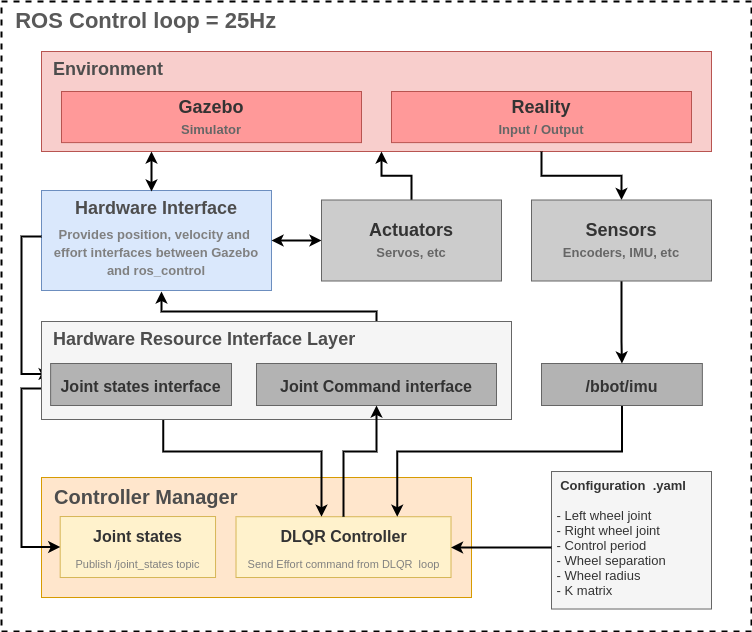 ROS Control loop = 25Hz
Environment
Gazebo
Simulator
Reality
Input / Output
Hardware Interface
Provides position, velocity and
effort interfaces between Gazebo
and ros_control
Actuators
Servos, etc
Sensors
Encoders, IMU, etc
Hardware Resource Interface Layer
Joint states interface
Joint Command interface
/bbot/imu
Controller Manager
Joint states
Publish /joint_states topic
DLQR Controller
Send Effort command from DLQR loop
Configuration .yaml
- Left wheel joint
- Right wheel joint
- Control period
- Wheel separation
- Wheel radius
- K matrix